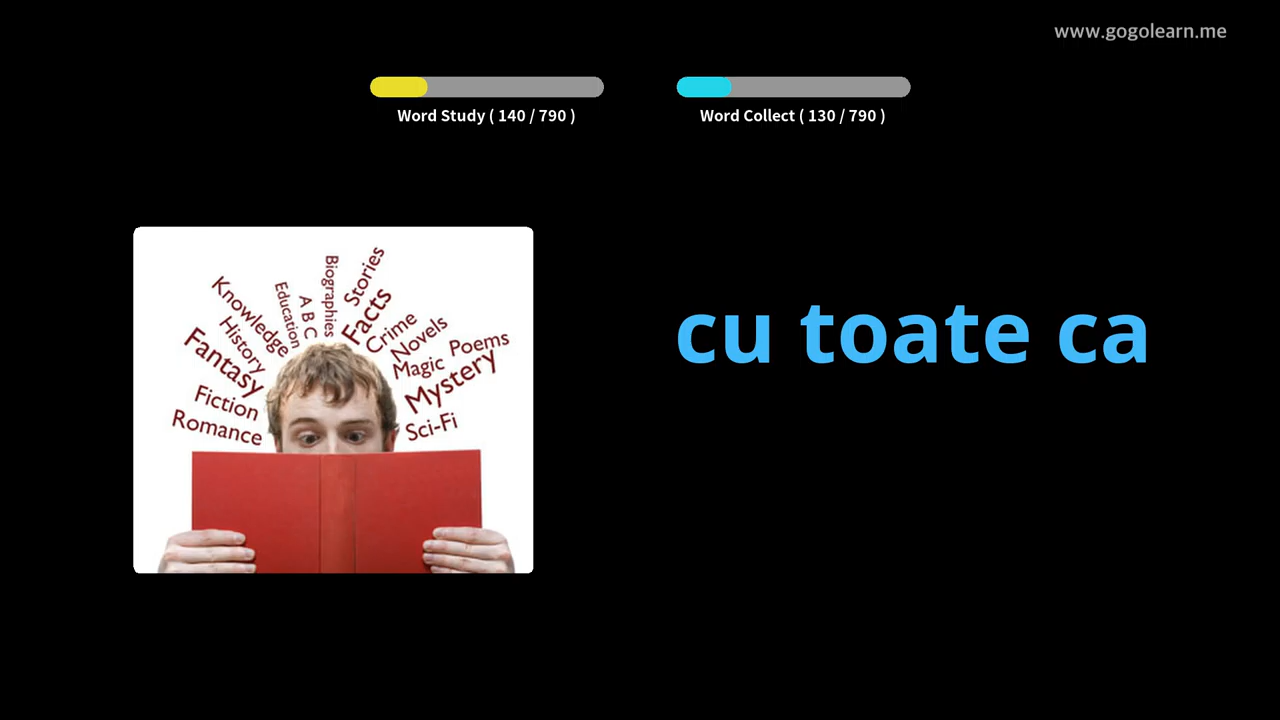 www.gogolearn.me
Word Study ( 140 / 790 )
Word Collect ( 130 / 790 )
cu toate ca
Stories
Biographies
Facts
A B C
Education
Knowledge
Crime
Novels
History
Poems
Fantasy
Magic
Mystery
Fiction
Romance
Sci-Fi